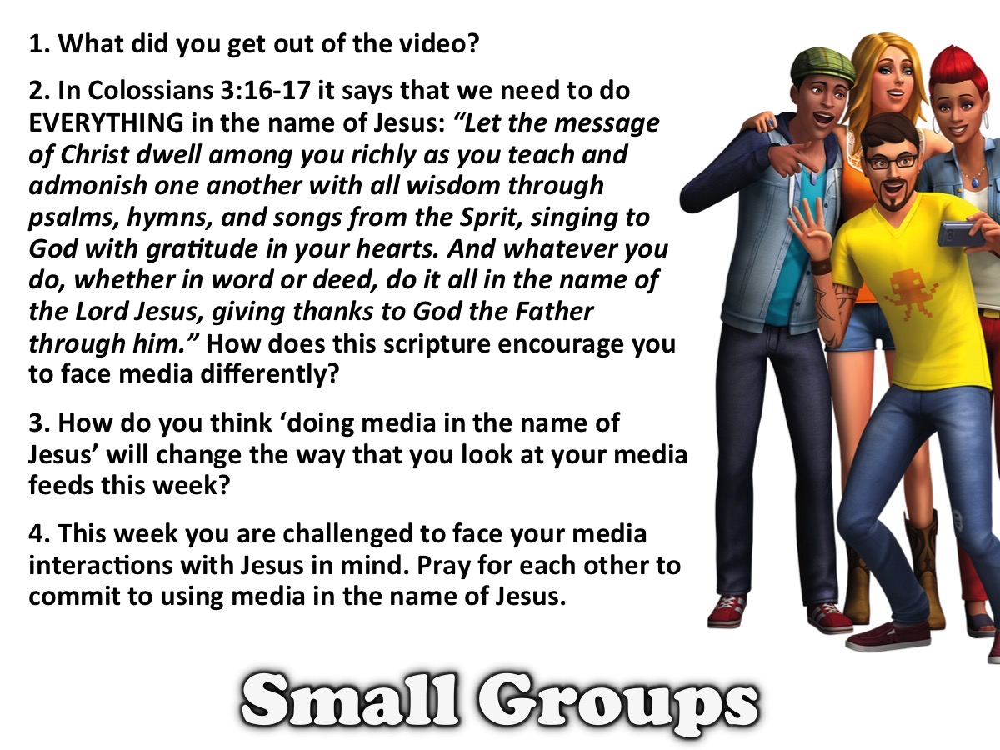 1. What did you get out of the video?
2. In Colossians 3:16-17 it says that we need to do
EVERYTHING in the name of Jesus: “Let the message
of Christ dwell among you richly as you teach and
admonish one another with all wisdom through
psalms, hymns, and songs from the Sprit, singing to
God with gratitude in your hearts. And whatever you
do, whether in word or deed, do it all in the name of
the Lord Jesus, giving thanks to God the Father
through him.” How does this scripture encourage you
to face media differently?
3. How do you think ‘doing media in the name of
Jesus’ will change the way that you look at your media
feeds this week?
4. This week you are challenged to face your media
interactions with Jesus in mind. Pray for each other to
commit to using media in the name of Jesus.
Small Groups